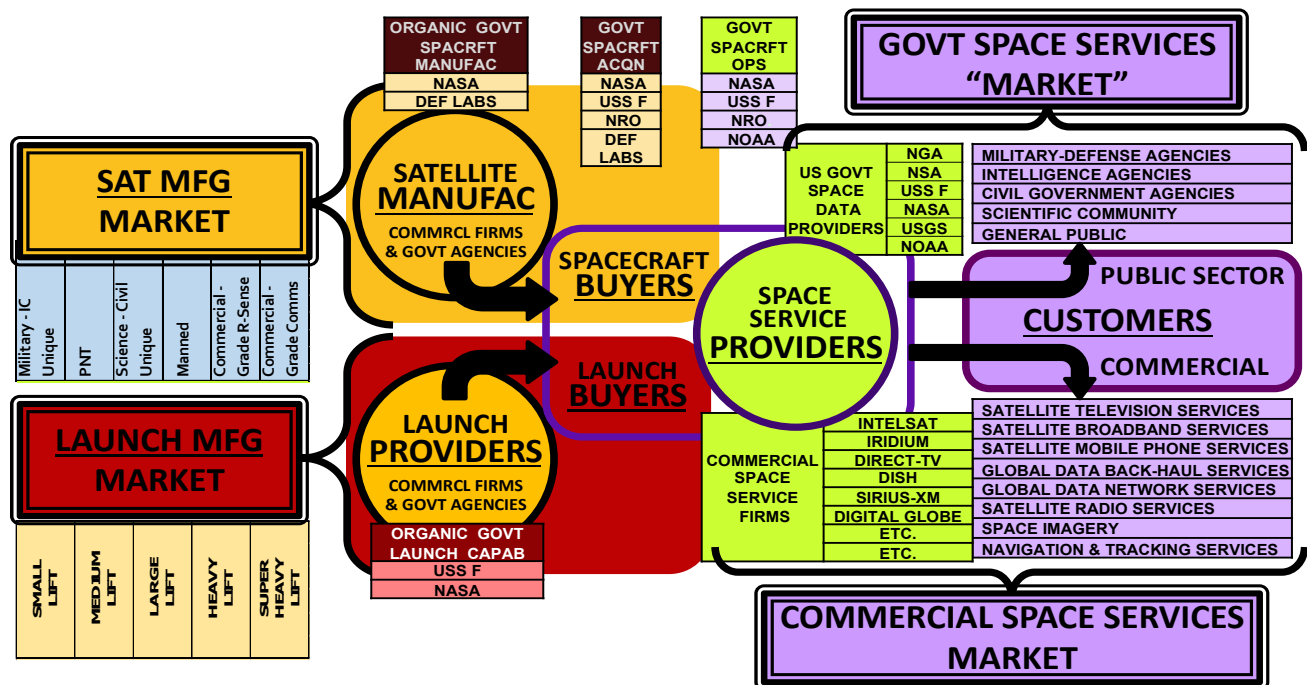 ORGANIC GOVT
SPACRFT
MANUFAC
NASA
DEF LABS
GOVT
SPACRFT
ACQN
NASA
USS F
NRO
DEF
LABS
GOVT
SPACRFT
OPS
NASA
USS F
NRO
NOAA
GOVT SPACE SERVICES
“MARKET”
SAT MFG
MARKET
Military - IC
Unique
PNT
Science - Civil
Unique
Manned
Commercial -
Grade R-Sense
Commercial -
Grade Comms
SATELLITE
MANUFAC
COMMRCL FIRMS
& GOVT AGENCIES
SPACECRAFT
BUYERS
US GOVT
SPACE
DATA
PROVIDERS
NGA
NSA
USS F
NASA
USGS
NOAA
MILITARY-DEFENSE AGENCIES
INTELLIGENCE AGENCIES
CIVIL GOVERNMENT AGENCIES
SCIENTIFIC COMMUNITY
GENERAL PUBLIC
SPACE
SERVICE
PROVIDERS
PUBLIC SECTOR
CUSTOMERS
COMMERCIAL
LAUNCH MFG
MARKET
SMALL
LIFT
MEDIUM
LIFT
LARGE
LIFT
HEAVY
LIFT
SUPER
HEAVY
LIFT
LAUNCH
PROVIDERS
COMMRCL FIRMS
& GOVT AGENCIES
LAUNCH
BUYERS
ORGANIC GOVT
LAUNCH CAPAB
USS F
NASA
COMMERCIAL
SPACE
SERVICE
FIRMS
INTELSAT
IRIDIUM
DIRECT-TV
DISH
SIRIUS-XM
DIGITAL GLOBE
ETC.
ETC.
SATELLITE TELEVISION SERVICES
SATELLITE BROADBAND SERVICES
SATELLITE MOBILE PHONE SERVICES
GLOBAL DATA BACK-HAUL SERVICES
GLOBAL DATA NETWORK SERVICES
SATELLITE RADIO SERVICES
SPACE IMAGERY
NAVIGATION & TRACKING SERVICES
COMMERCIAL SPACE SERVICES
MARKET